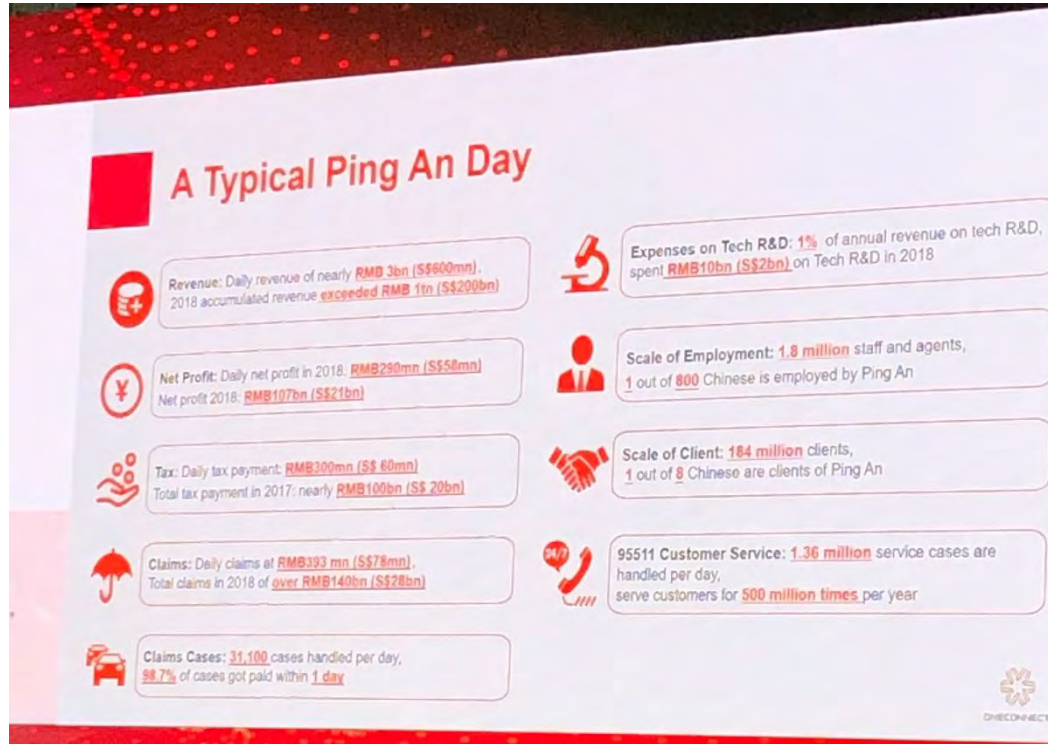 A Typical Ping An Day
Revenue: Daily revenue of nearly RMB 3bn (S$600mn),
2018 accumulated revenue exceeded RMB 1tn (S$200bn)
Net Profit: Daily net profit in 2018: RMB290mn (S$58mn)
Net profit 2018: RMB107bn (S$21bn)
Tax: Daily tax payment: RMB300mn (S$ 60mn)
Total tax payment in 2017: nearly RMB100bn (S$ 20bn)
Claims: Daily claims at RMB393 mn (S$78mn),
Total claims in 2018 of over RMB140bn (S$28bn)
Claims Cases: 31,100 cases handled per day,
98.7% of cases got paid within 1 day
Expenses on Tech R&D: 1% of annual revenue on tech R&D,
spent RMB10bn (S$2bn) on Tech R&D in 2018
Scale of Employment: 1.8 million staff and agents,
1 out of 800 Chinese is employed by Ping An
Scale of Client: 184 million clients,
1 out of 8 Chinese are clients of Ping An
24/7
95511 Customer Service: 1.36 million service cases are
handled per day,
serve customers for 500 million times per year
ONECONNECT